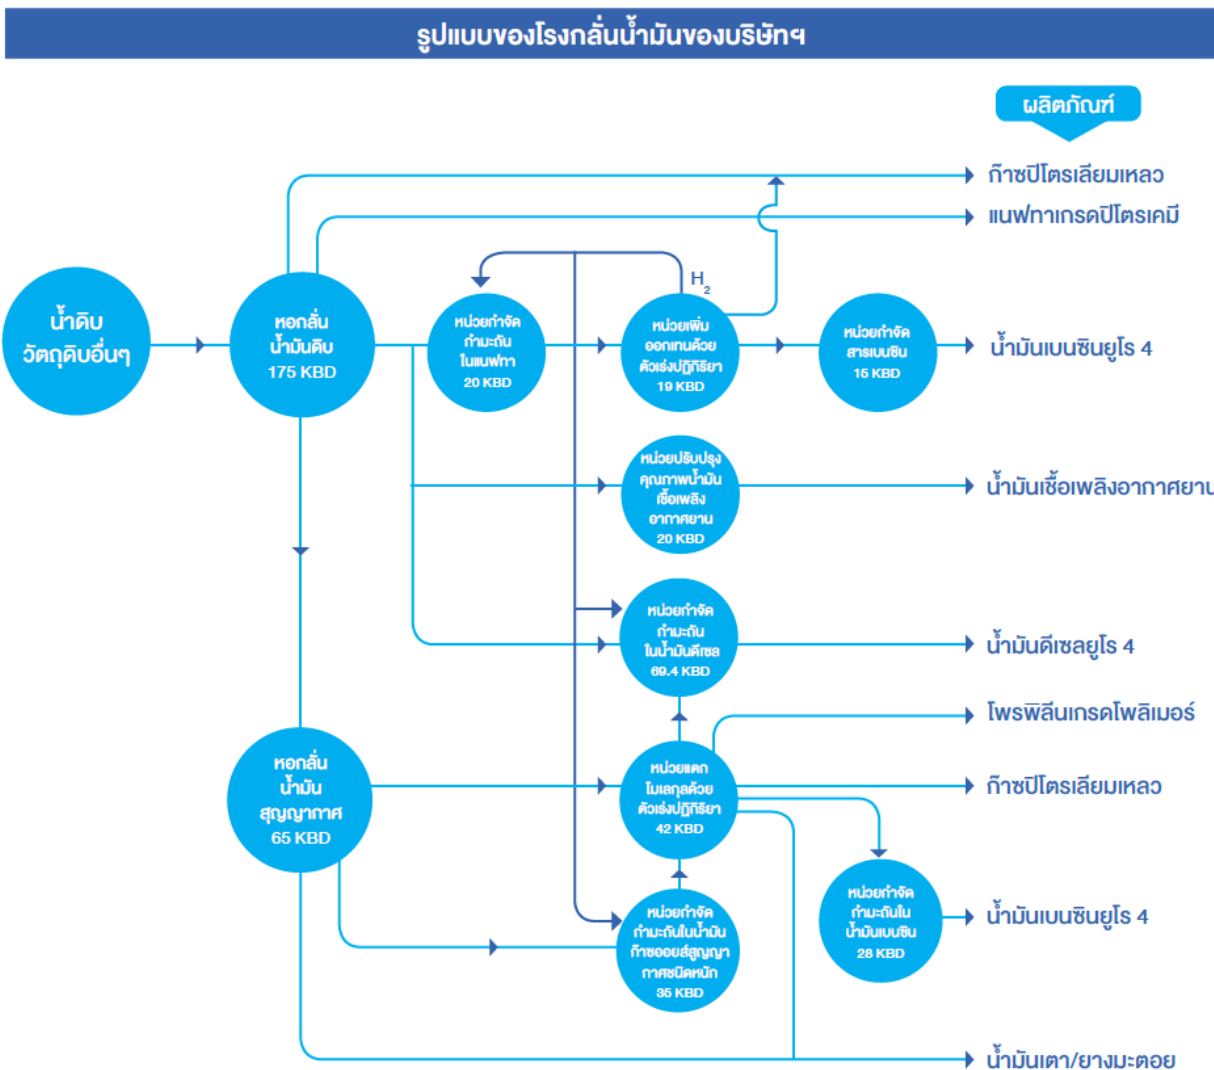 รูปแบบของโรงกลั่นน้ำมันของบริษัทฯ
ผลิตภัณฑ์
ก๊าซปิโตรเลียมเหลว
แนฟทาเกรดปิโตรเคมี
น้ำดิบ
วัตถุดิบอื่นๆ
หอกลั่น
น้ำมันดิบ
175 KBD
หน่วยกำจัด
กำมะถัน
ในแนฟทา
20 KBD
H2
หน่วยเพิ่ม
ออกเทนด้วย
ตัวเร่งปฏิกิริยา
19 KBD
หน่วยกำจัด
สารเบนซิน
15 KBD
น้ำมันเบนซินยูโร 4
หน่วยปรับปรุง
คุณภาพน้ำมัน
เชื้อเพลิง
อากาศยาน
20 KBD
น้ำมันเชื้อเพลิงอากาศยาน
หน่วยกำจัด
กำมะถัน
ในน้ำมันดีเซล
69.4 KBD
น้ำมันดีเซลยูโร 4
โพรพิลีนเกรดโพลิเมอร์
หอกลั่น
น้ำมัน
สุญญากาศ
65 KBD
หน่วยแตก
โมเลกุลด้วย
ตัวเร่งปฏิกิริยา
42 KBD
ก๊าซปิโตรเลียมเหลว
หน่วยกำจัด
กำมะถันในน้ำมัน
ก๊าซออยล์สูญญา
กาศชนิดหนัก
35 KBD
หน่วยกำจัด
กำมะถันใน
น้ำมันเบนซิน
28 KBD
น้ำมันเบนซินยูโร 4
น้ำมันเตา/ยางมะตอย